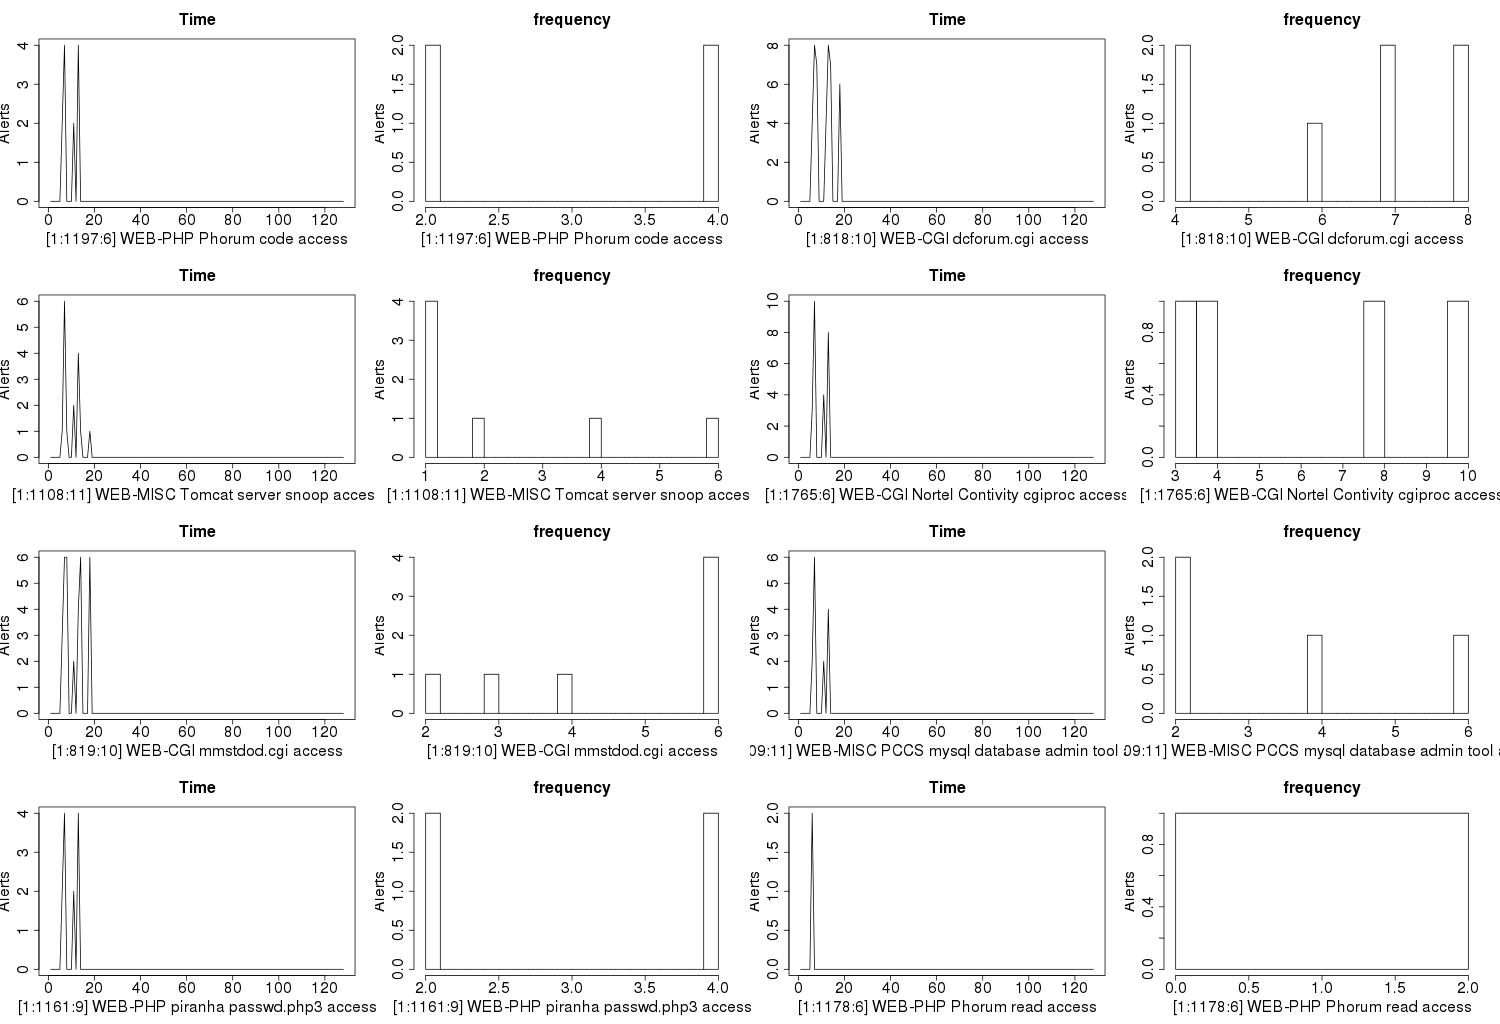 Time
Alerts
0 1 2 3 4
0 20 40 60 80 100 120
[1:1197:6] WEB-PHP Phorum code access
frequency
Alerts
0.0 0.5 1.0 1.5 2.0
2.0 2.5 3.0 3.5 4.0
[1:1197:6] WEB-PHP Phorum code access
Time
Alerts
0 2 4 6 8
0 20 40 60 80 100 120
[1:818:10] WEB-CGI dcforum.cgi access
frequency
Alerts
0.0 0.5 1.0 1.5 2.0
4 5 6 7 8
[1:818:10] WEB-CGI dcforum.cgi access
Time
Alerts
0 1 2 3 4 5 6
0 20 40 60 80 100 120
[1:1108:11] WEB-MISC Tomcat server snoop acces
frequency
Alerts
0 1 2 3 4
1 2 3 4 5 6
[1:1108:11] WEB-MISC Tomcat server snoop acces
Time
Alerts
0 2 4 6 8 10
0 20 40 60 80 100 120
[1:1765:6] WEB-CGI Nortel Contivity cgiproc access
frequency
Alerts
0.0 0.4 0.8
3 4 5 6 7 8 9 10
[1:1765:6] WEB-CGI Nortel Contivity cgiproc access
Time
Alerts
0 1 2 3 4 5 6
0 20 40 60 80 100 120
[1:819:10] WEB-CGI mmstdod.cgi access
frequency
Alerts
0 1 2 3 4
2 3 4 5 6
[1:819:10] WEB-CGI mmstdod.cgi access
Time
Alerts
0 1 2 3 4 5 6
0 20 40 60 80 100 120
09:11] WEB-MISC PCCS mysql database admin tool
frequency
Alerts
0.0 0.5 1.0 1.5 2.0
2 3 4 5 6
09:11] WEB-MISC PCCS mysql database admin tool
Time
Alerts
0 1 2 3 4
0 20 40 60 80 100 120
[1:1161:9] WEB-PHP piranha passwd.php3 access
frequency
Alerts
0.0 0.5 1.0 1.5 2.0
2.0 2.5 3.0 3.5 4.0
[1:1161:9] WEB-PHP piranha passwd.php3 access
Time
Alerts
0.0 0.5 1.0 1.5 2.0
0 20 40 60 80 100 120
[1:1178:6] WEB-PHP Phorum read access
frequency
Alerts
0.0 0.4 0.8
0.0 0.5 1.0 1.5 2.0
[1:1178:6] WEB-PHP Phorum read access